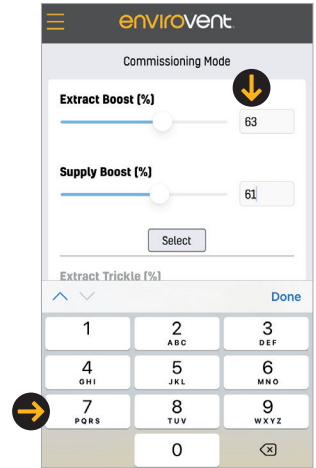 envirovent
Commissioning Mode
Extract Boost (%)
63
Supply Boost (%)
61
Select
Extract Trickle (%)
Done
1 2 3
ABC DEF
4 5 6
GHI JKL MNO
7 8 9
PQRS TUV WXYZ
0